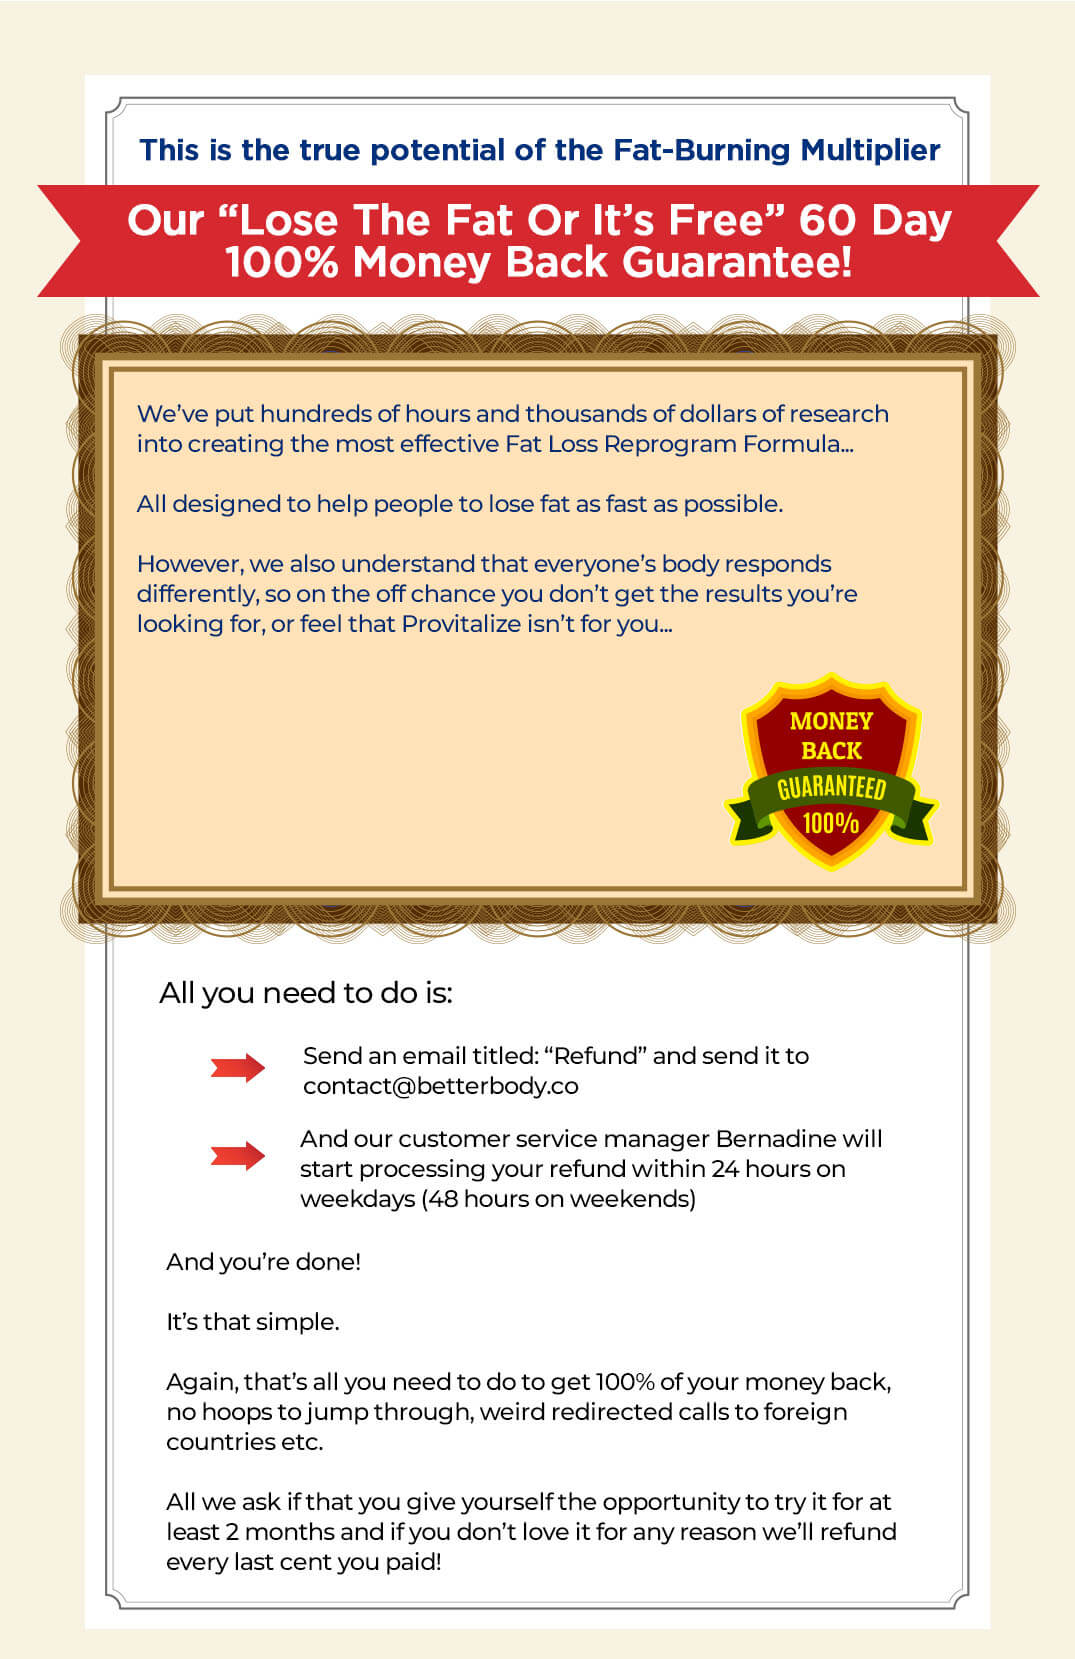 This is the true potential of the Fat-Burning Multiplier
Our “Lose The Fat Or It’s Free” 60 Day
100% Money Back Guarantee!
We’ve put hundreds of hours and thousands of dollars of research
into creating the most effective Fat Loss Reprogram Formula...
All designed to help people to lose fat as fast as possible.
However, we also understand that everyone’s body responds
differently, so on the off chance you don’t get the results you’re
looking for, or feel that Provitalize isn’t for you...
MONEY
BACK
GUARANTEED
100%
All you need to do is:
Send an email titled: “Refund” and send it to
contact@betterbody.co
And our customer service manager Bernadine will
start processing your refund within 24 hours on
weekdays (48 hours on weekends)
And you’re done!
It’s that simple.
Again, that’s all you need to do to get 100% of your money back,
no hoops to jump through, weird redirected calls to foreign
countries etc.
All we ask if that you give yourself the opportunity to try it for at
least 2 months and if you don’t love it for any reason we’ll refund
every last cent you paid!